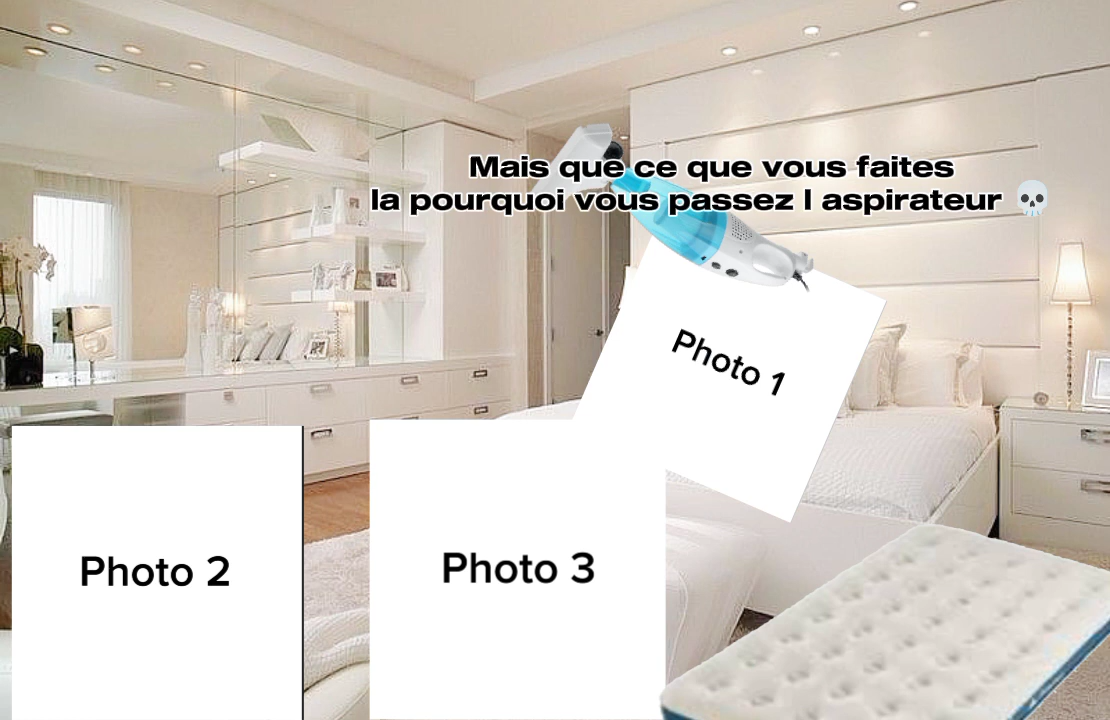 Mais que ce que vous faites
la pourquoi vous passez l aspirateur 💀
Photo 1
Photo 2
Photo 3